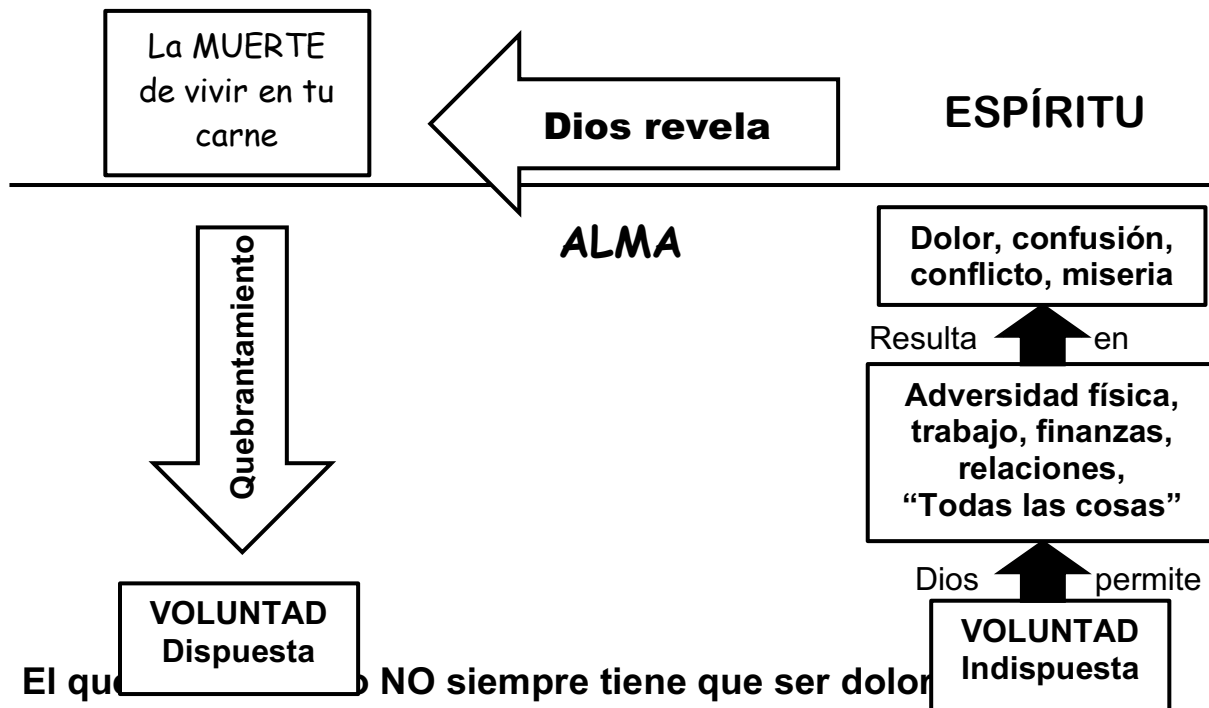 La MUERTE
de vivir en tu
carne
Dios revela
ESPÍRITU
ALMA
Dolor, confusión,
conflicto, miseria
Resulta en
Adversidad física,
trabajo, finanzas,
relaciones,
“Todas las cosas”
Dios permite
VOLUNTAD
Indispuesta
Quebrantamiento
VOLUNTAD
Dispuesta
El NO siempre tiene que ser